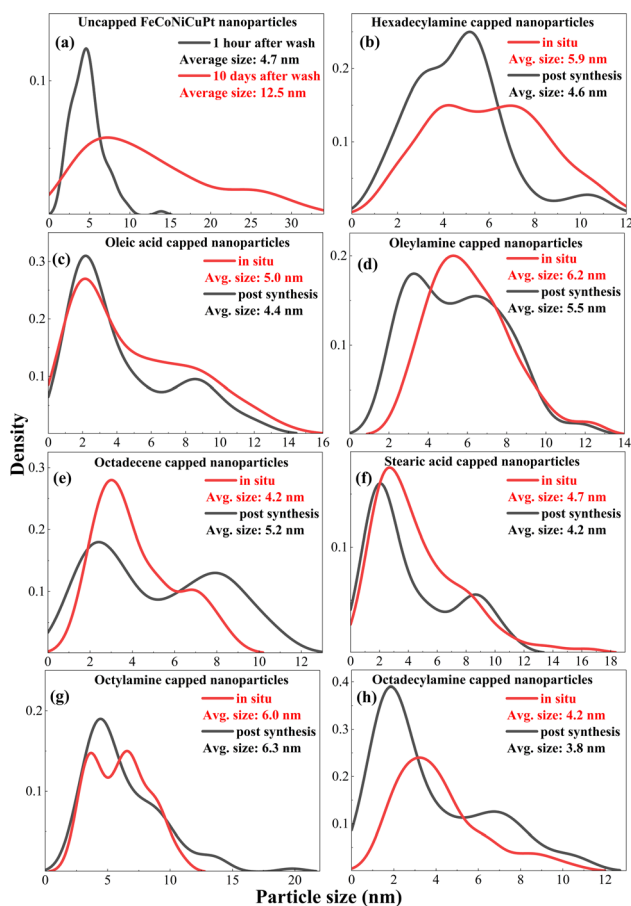 Uncapped FeCoNiCuPt nanoparticles
(a)
1 hour after wash
Average size: 4.7 nm
10 days after wash
Average size: 12.5 nm
0.1
0 5 10 15 20 25 30
Hexadecylamine capped nanoparticles
(b)
in situ
Avg. size: 5.9 nm
post synthesis
Avg. size: 4.6 nm
0.2
0.1
0 2 4 6 8 10 12
Oleic acid capped nanoparticles
(c)
in situ
Avg. size: 5.0 nm
post synthesis
Avg. size: 4.4 nm
0.3
0.2
0.1
0 2 4 6 8 10 12 14 16
Oleylamine capped nanoparticles
(d)
in situ
Avg. size: 6.2 nm
post synthesis
Avg. size: 5.5 nm
0.2
0.1
0 2 4 6 8 10 12 14
Density
Octadecene capped nanoparticles
(e)
in situ
Avg. size: 4.2 nm
post synthesis
Avg. size: 5.2 nm
0.3
0.2
0.1
0 2 4 6 8 10 12
Stearic acid capped nanoparticles
(f)
in situ
Avg. size: 4.7 nm
post synthesis
Avg. size: 4.2 nm
0.1
0 2 4 6 8 10 12 14 16 18
Octylamine capped nanoparticles
(g)
in situ
Avg. size: 6.0 nm
post synthesis
Avg. size: 6.3 nm
0.2
0.1
0 5 10 15 20
Octadecylamine capped nanoparticles
(h)
in situ
Avg. size: 4.2 nm
post synthesis
Avg. size: 3.8 nm
0.4
0.3
0.2
0.1
0 2 4 6 8 10 12
Particle size (nm)